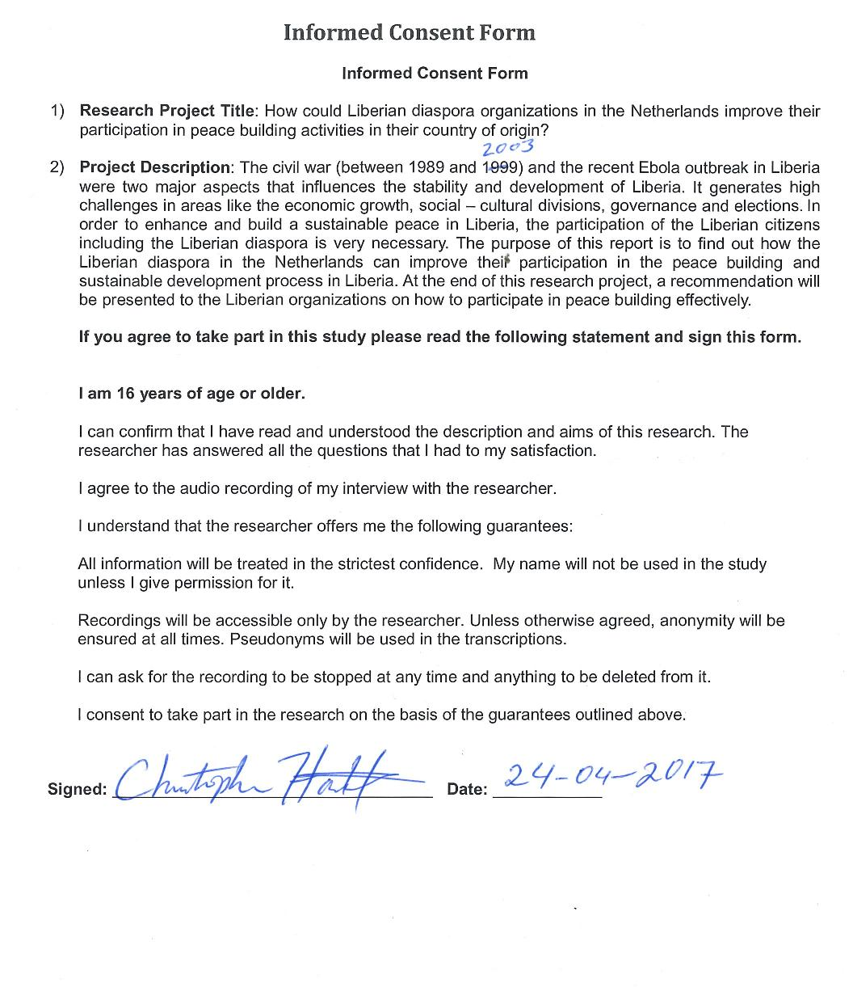 Informed Consent Form
Informed Consent Form
1) Research Project Title: How could Liberian diaspora organizations in the Netherlands improve their
participation in peace building activities in their country of origin?
2003
2) Project Description: The civil war (between 1989 and 1999) and the recent Ebola outbreak in Liberia
were two major aspects that influences the stability and development of Liberia. It generates high
challenges in areas like the economic growth, social – cultural divisions, governance and elections. In
order to enhance and build a sustainable peace in Liberia, the participation of the Liberian citizens
including the Liberian diaspora is very necessary. The purpose of this report is to find out how the
Liberian diaspora in the Netherlands can improve their participation in the peace building and
sustainable development process in Liberia. At the end of this research project, a recommendation will
be presented to the Liberian organizations on how to participate in peace building effectively.
If you agree to take part in this study please read the following statement and sign this form.
I am 16 years of age or older.
I can confirm that I have read and understood the description and aims of this research. The
researcher has answered all the questions that I had to my satisfaction.
I agree to the audio recording of my interview with the researcher.
I understand that the researcher offers me the following guarantees:
All information will be treated in the strictest confidence. My name will not be used in the study
unless I give permission for it.
Recordings will be accessible only by the researcher. Unless otherwise agreed, anonymity will be
ensured at all times. Pseudonyms will be used in the transcriptions.
I can ask for the recording to be stopped at any time and anything to be deleted from it.
I consent to take part in the research on the basis of the guarantees outlined above.
Signed: Christopher Date: 24-04-2017